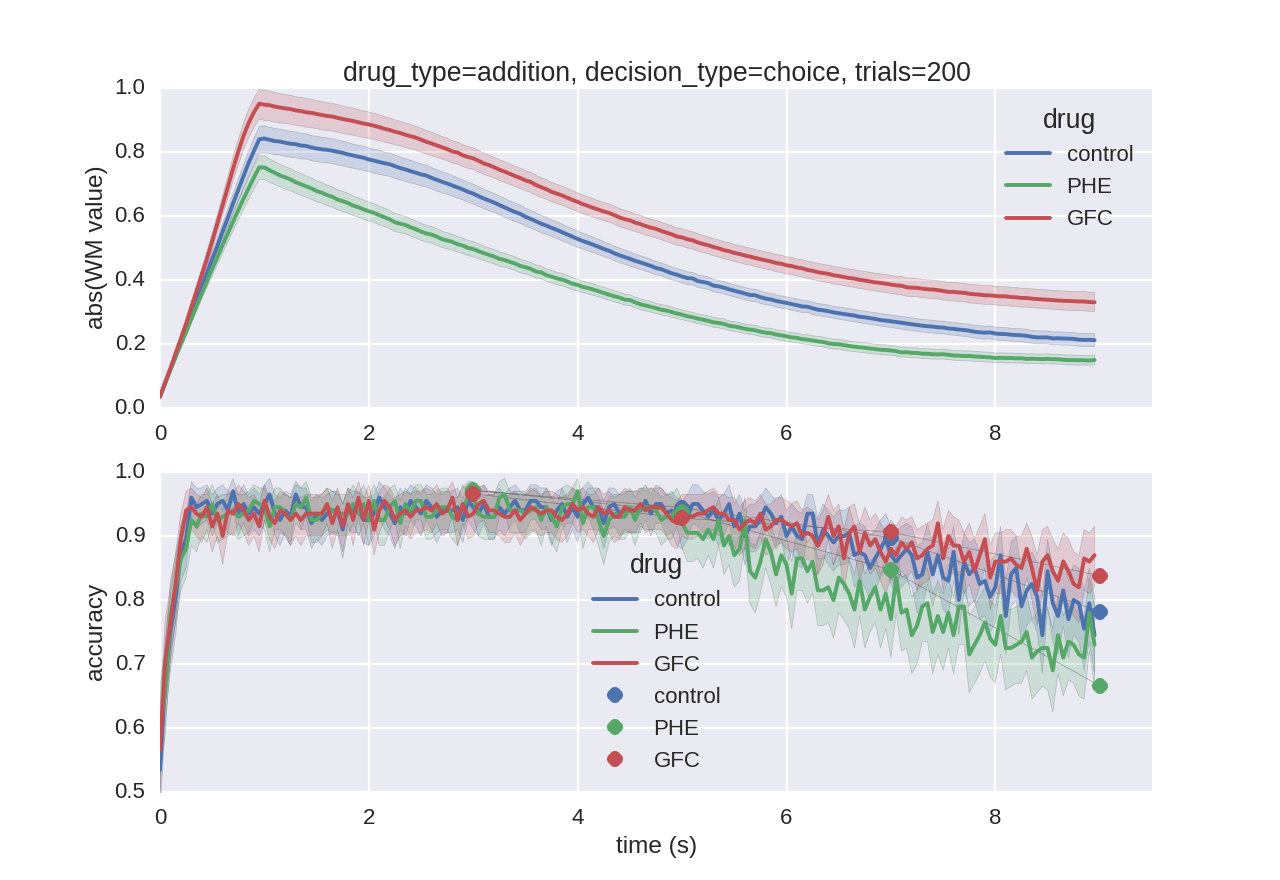 drug_type=addition, decision_type=choice, trials=200
abs(WM value)
1.0
0.8
0.6
0.4
0.2
0.0
drug
control
PHE
GFC
0 2 4 6 8
accuracy
1.0
0.9
0.8
0.7
0.6
0.5
drug
control
PHE
GFC
control
PHE
GFC
0 2 4 6 8
time (s)